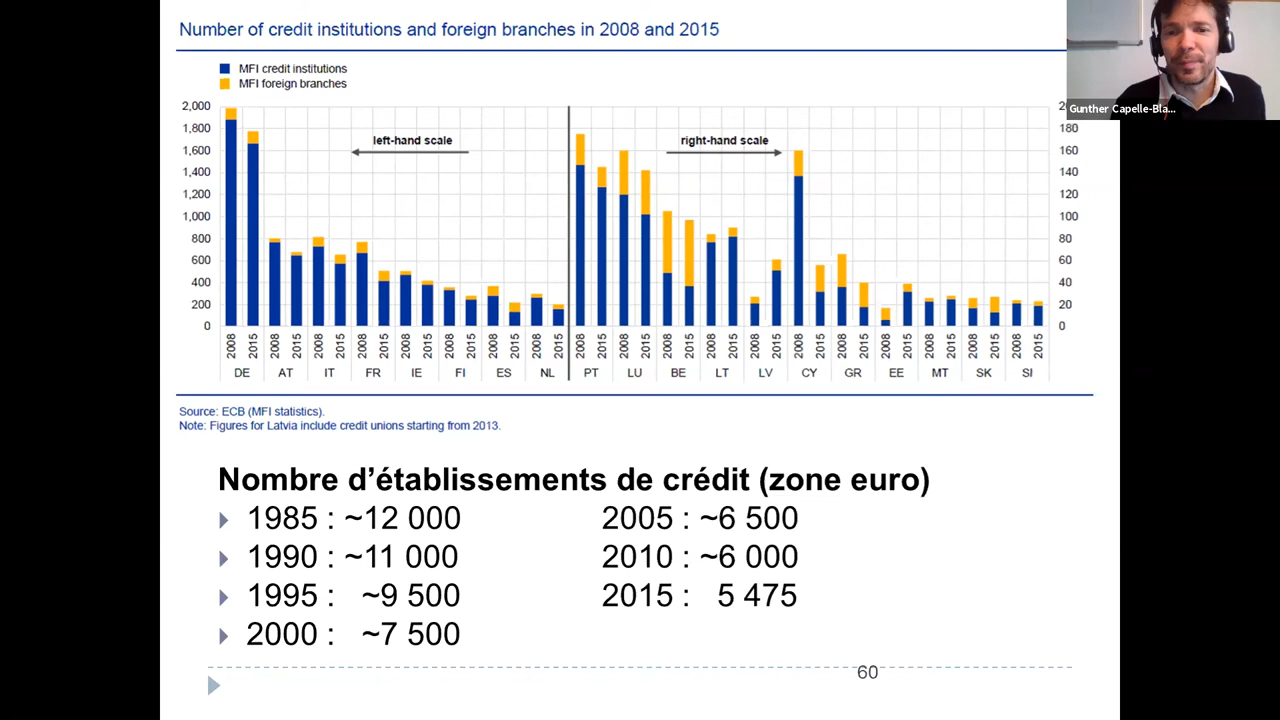 Number of credit institutions and foreign branches in 2008 and 2015
MFI credit institutions
MFI foreign branches
left-hand scale
right-hand scale
2,000
1,800
1,600
1,400
1,200
1,000
800
600
400
200
0
180
160
140
120
100
80
60
40
20
0
2008 2015 2008 2015 2008 2015 2008 2015 2008 2015 2008 2015 2008 2015 2008 2015 2008 2015 2008 2015 2008 2015 2008 2015 2008 2015 2008 2015 2008 2015 2008 2015 2008 2015 2008 2015 2008 2015
DE AT IT FR IE FI ES NL PT LU BE LT LV CY GR EE MT SK SI
Gunther Capelle-Bla...
Source: ECB (MFI statistics).
Note: Figures for Latvia include credit unions starting from 2013.
Nombre d’établissements de crédit (zone euro)
1985 : ~12 000
1990 : ~11 000
1995 : ~9 500
2000 : ~7 500
2005 : ~6 500
2010 : ~6 000
2015 : 5 475
60